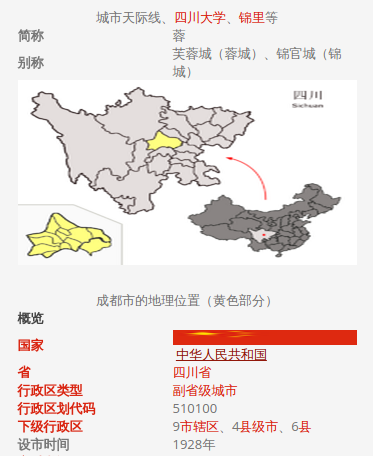 城市天际线、四川大学、锦里等
简称 蓉
别称 芙蓉城（蓉城）、锦官城（锦
城）
四川
Sichuan
成都市的地理位置（黄色部分）
概览
国家
中华人民共和国
省 四川省
行政区类型 副省级城市
行政区划代码 510100
下级行政区 9市辖区、4县级市、6县
设市时间 1928年